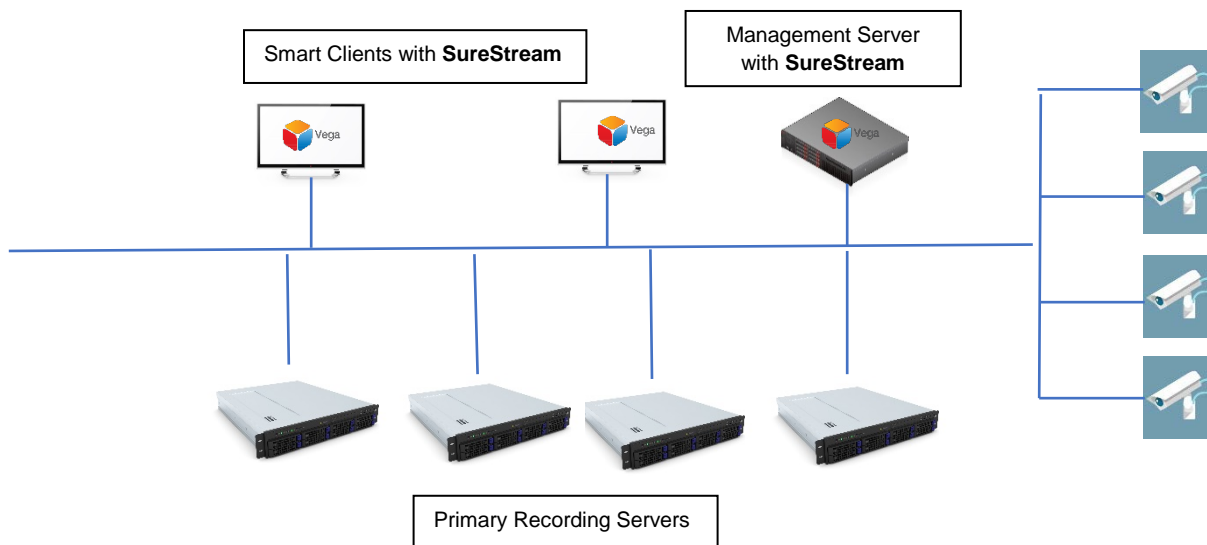 Smart Clients with SureStream
Management Server
with SureStream
Vega
Vega
Vega
Primary Recording Servers